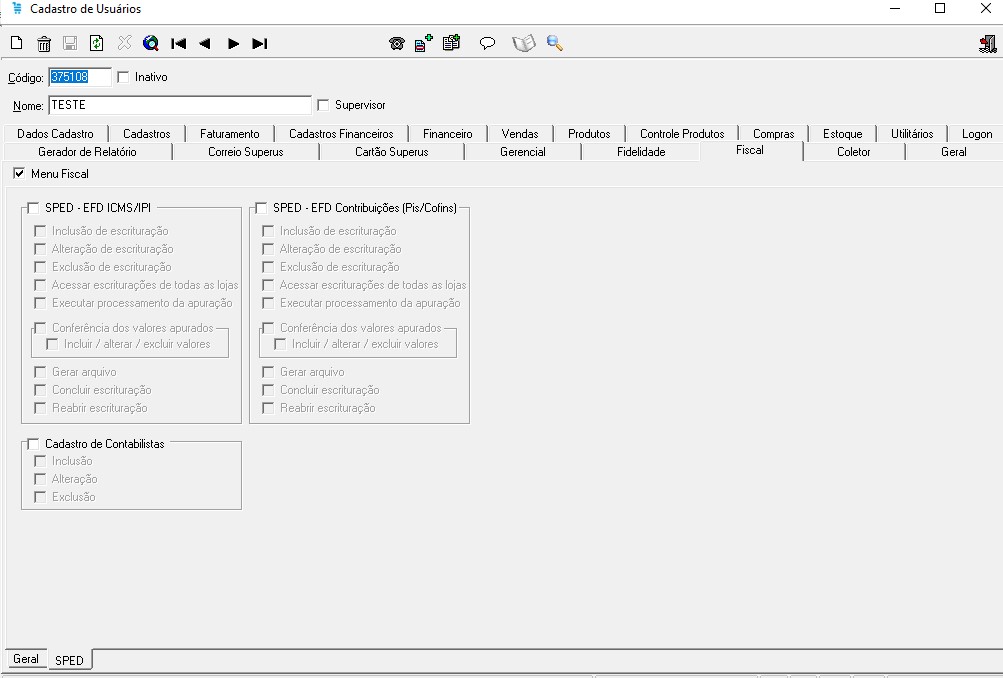 Cadastro de Usuários
Código: 375108 Inativo
Nome: TESTE Supervisor
Dados Cadastro Cadastros Faturamento Cadastros Financeiros Financeiro Vendas Produtos Controle Produtos Compras Estoque Utilitários Logon
Gerador de Relatório Correio Superus Cartão Superus Gerencial Fidelidade Fiscal Coletor Geral
Menu Fiscal
SPED - EFD ICMS/IPI
Inclusão de escrituração
Alteração de escrituração
Exclusão de escrituração
Acessar escriturações de todas as lojas
Executar processamento da apuração
Conferência dos valores apurados
Incluir / alterar / excluir valores
Gerar arquivo
Concluir escrituração
Reabrir escrituração
SPED - EFD Contribuições (Pis/Cofins)
Inclusão de escrituração
Alteração de escrituração
Exclusão de escrituração
Acessar escriturações de todas as lojas
Executar processamento da apuração
Conferência dos valores apurados
Incluir / alterar / excluir valores
Gerar arquivo
Concluir escrituração
Reabrir escrituração
Cadastro de Contabilistas
Inclusão
Alteração
Exclusão
Geral SPED